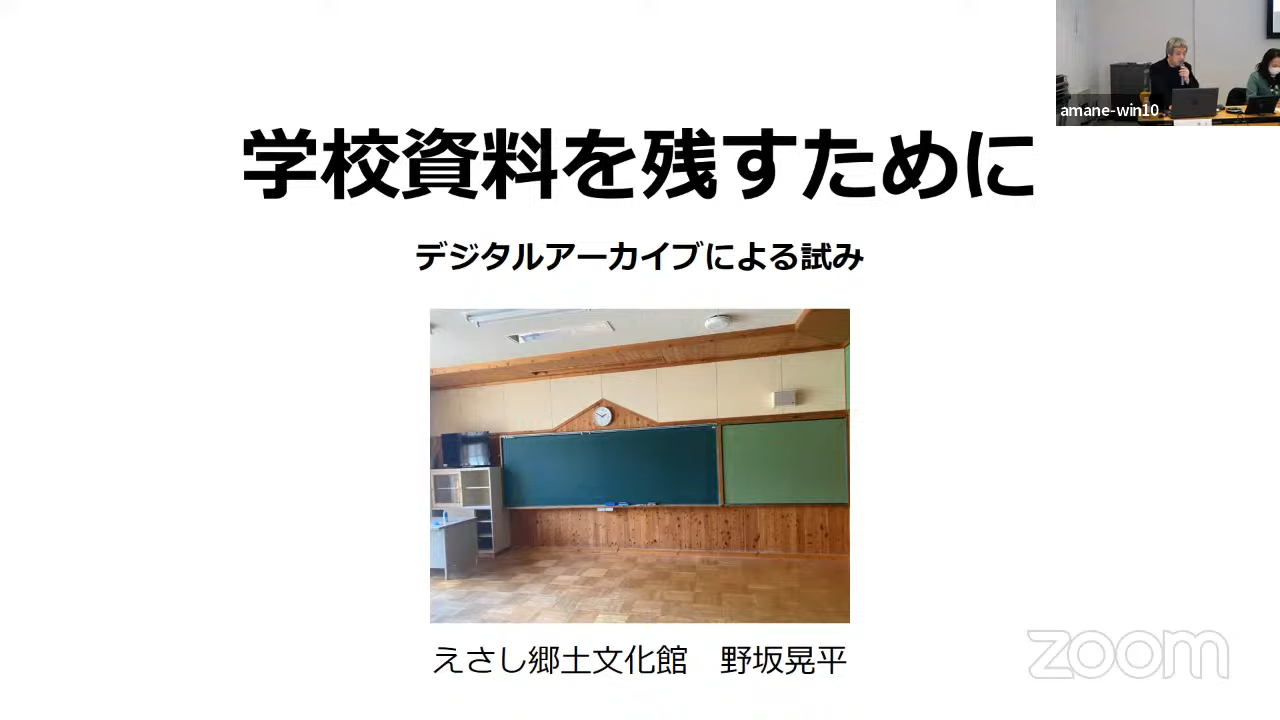 amane-win10
学校資料を残すために
デジタルアーカイブによる試み
えさし郷土文化館　野坂晃平
zoom